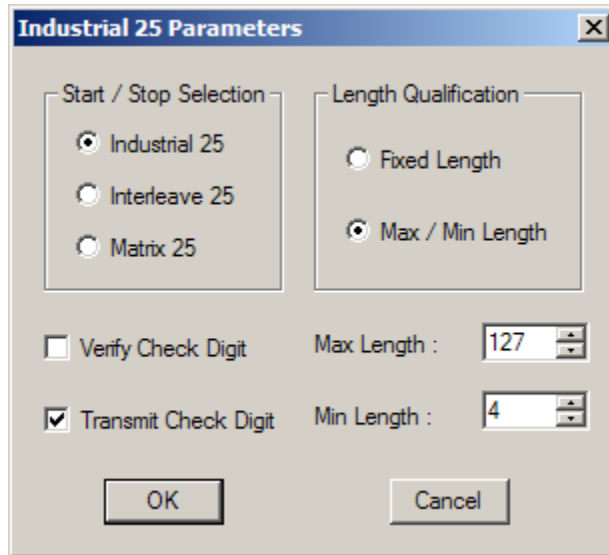 Industrial 25 Parameters
Start / Stop Selection
Industrial 25
Interleave 25
Matrix 25
Length Qualification
Fixed Length
Max / Min Length
Verify Check Digit
Max Length : 127
Transmit Check Digit
Min Length : 4
OK
Cancel